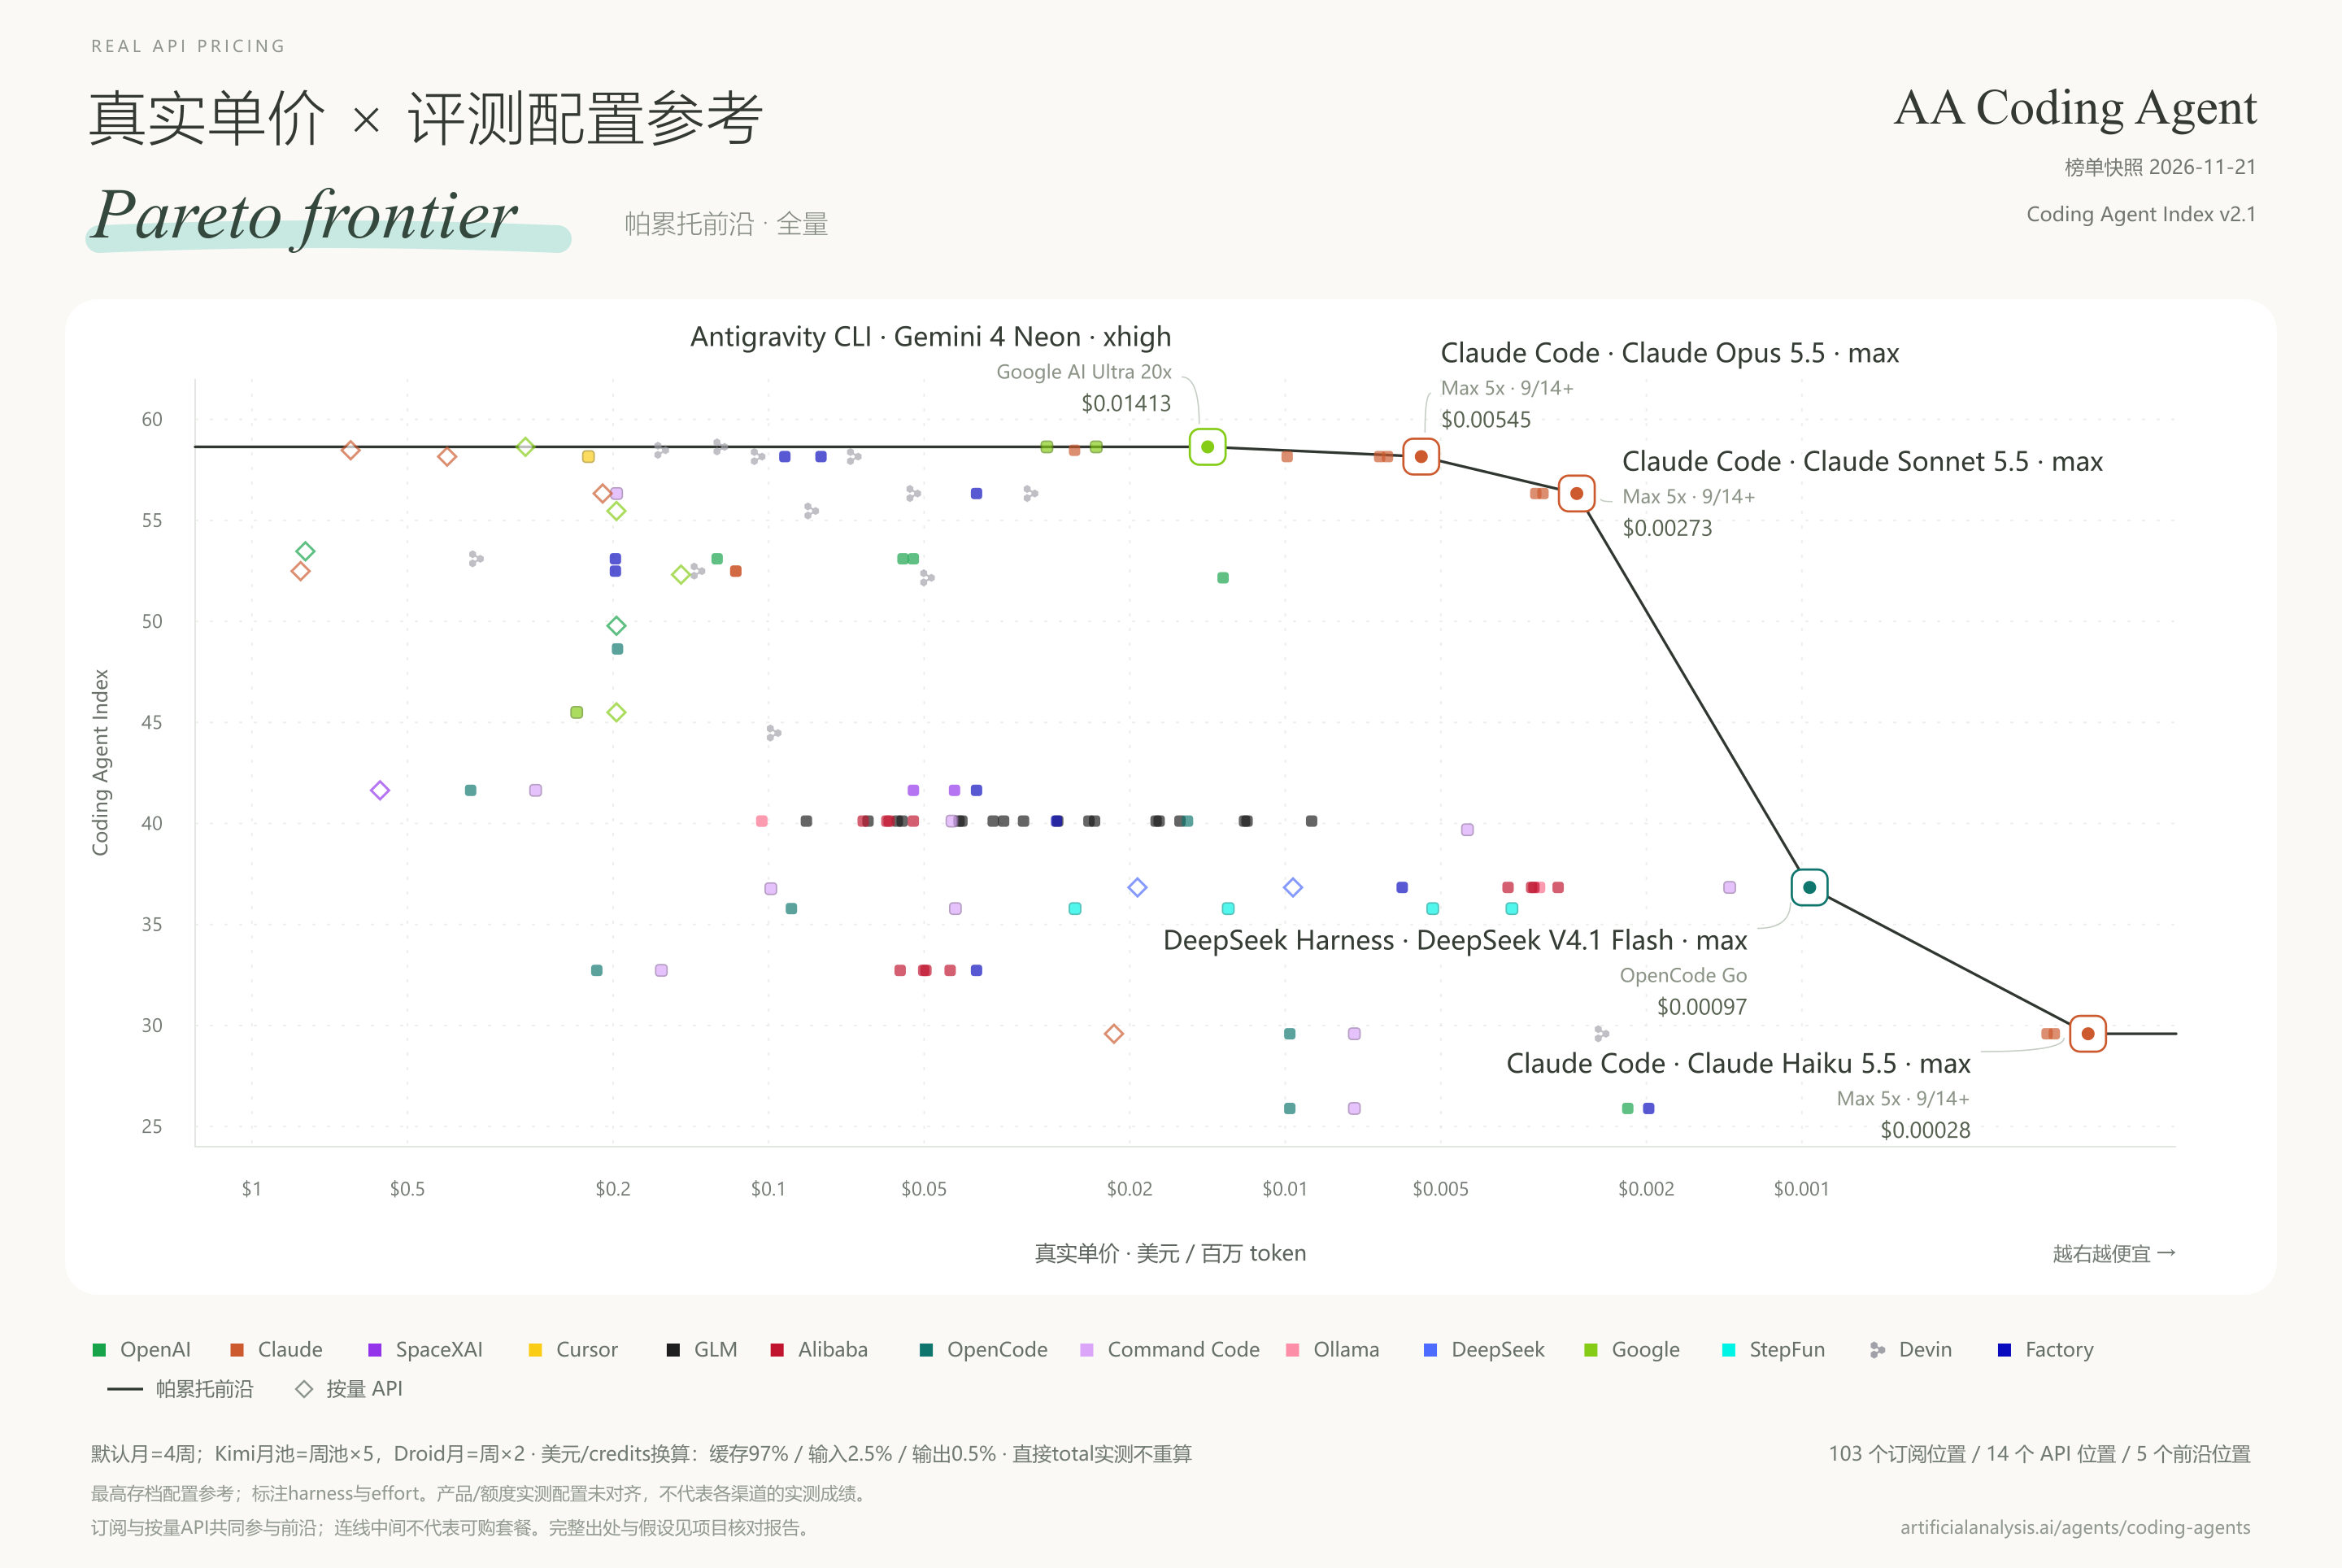 REAL API PRICING
真实单价 × 评测配置参考
Pareto frontier
帕累托前沿 · 全量
AA Coding Agent
榜单快照 2026-11-21
Coding Agent Index v2.1
Antigravity CLI · Gemini 4 Neon · xhigh
Google AI Ultra 20x
$0.01413
Claude Code · Claude Opus 5.5 · max
Max 5x · 9/14+
$0.00545
Claude Code · Claude Sonnet 5.5 · max
Max 5x · 9/14+
$0.00273
DeepSeek Harness · DeepSeek V4.1 Flash · max
OpenCode Go
$0.00097
Claude Code · Claude Haiku 5.5 · max
Max 5x · 9/14+
$0.00028
Coding Agent Index
60
55
50
45
40
35
30
25
$1
$0.5
$0.2
$0.1
$0.05
$0.02
$0.01
$0.005
$0.002
$0.001
真实单价 · 美元 / 百万 token
越右越便宜 →
OpenAI
Claude
SpaceXAI
Cursor
GLM
Alibaba
OpenCode
Command Code
Ollama
DeepSeek
Google
StepFun
Devin
Factory
帕累托前沿
按量 API
默认月=4周；Kimi月池=周池×5，Droid月=周×2 · 美元/credits换算：缓存97% / 输入2.5% / 输出0.5% · 直接total实测不重算
103 个订阅位置 / 14 个 API 位置 / 5 个前沿位置
最高存档配置参考；标注harness与effort。产品/额度实测配置未对齐，不代表各渠道的实测成绩。
订阅与按量API共同参与前沿；连线中间不代表可购套餐。完整出处与假设见项目核对报告。
artificialanalysis.ai/agents/coding-agents